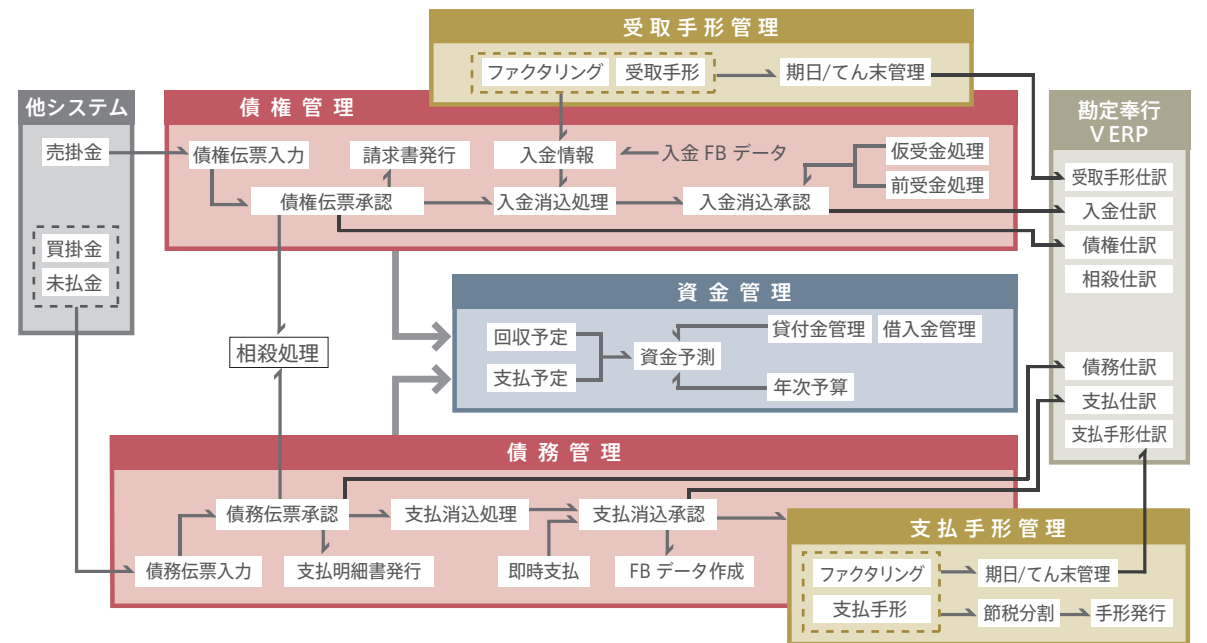 受取手形管理
ファクタリング
受取手形
期日/てん末管理
他システム
売掛金
買掛金
未払金
債権管理
債権伝票入力
請求書発行
入金情報
入金 FB データ
仮受金処理
前受金処理
債権伝票承認
入金消込処理
入金消込承認
勘定奉行
V ERP
受取手形仕訳
入金仕訳
債権仕訳
相殺仕訳
債務仕訳
支払仕訳
支払手形仕訳
相殺処理
資金管理
回収予定
支払予定
資金予測
貸付金管理
借入金管理
年次予算
債務管理
債務伝票承認
支払消込処理
支払消込承認
債務伝票入力
支払明細書発行
即時支払
FB データ作成
支払手形管理
ファクタリング
期日/てん末管理
支払手形
節税分割
手形発行